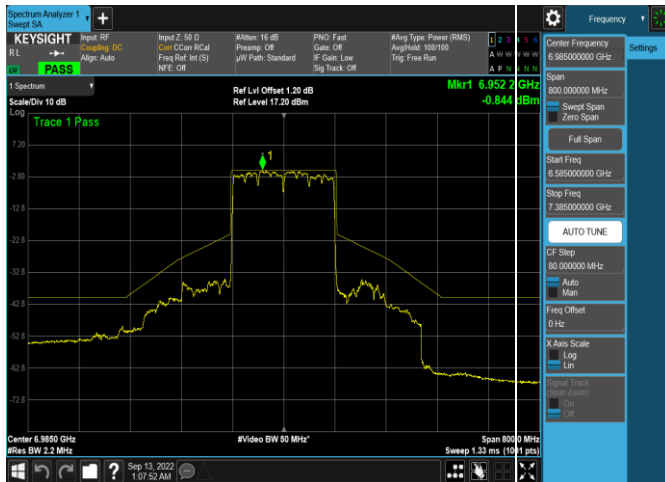 Spectrum Analyzer 1
Swept SA
+
Frequency
KEYSIGHT
Input: RF
Input Z: 50 Ω
#Atten: 16 dB
PNO: Fast
#Avg Type: Power (RMS)
1 2 3 4 5 6
R L
Coupling: DC
Corr CCorr RCal
Preamp: Off
Gate: Off
Avg|Hold: 100/100
A W W W W W
Align: Auto
Freq Ref: Int (S)
µW Path: Standard
IF Gain: Low
Trig: Free Run
NFE: Off
Sig Track: Off
A P N N N N
PASS
1 Spectrum
Ref Lvl Offset 1.20 dB
Mkr1 6.952 2 GHz
Scale/Div 10 dB
Ref Level 17.20 dBm
-0.844 dBm
Log
Trace 1 Pass
1
7.20
-2.80
-12.8
-22.8
-32.8
-42.8
-52.8
-62.8
-72.8
Center 6.9850 GHz
#Video BW 50 MHz*
Span 800.0 MHz
#Res BW 2.2 MHz
Sweep 1.33 ms (1001 pts)
Sep 13, 2022
1:07:52 AM
?
Center Frequency
6.985000000 GHz
Settings
Span
800.000000 MHz
Swept Span
Zero Span
Full Span
Start Freq
6.585000000 GHz
Stop Freq
7.385000000 GHz
AUTO TUNE
CF Step
80.000000 MHz
Auto
Man
Freq Offset
0 Hz
X Axis Scale
Log
Lin
Signal Track
(Span Zoom)
On
Off